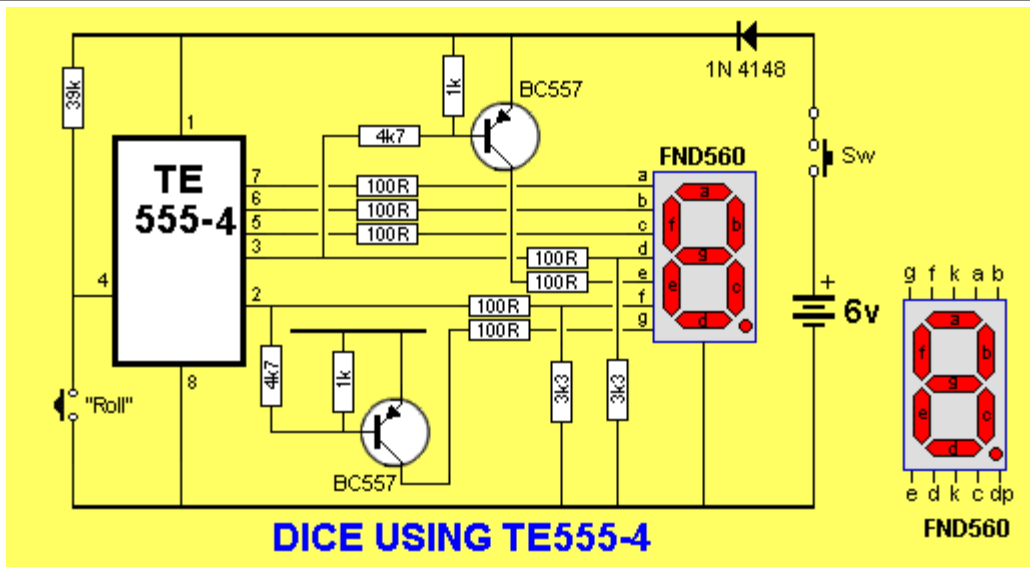 1N 4148
39k
1k
BC557
1
4k7
Sw
FND560
TE
555-4
7
100R
a
6
100R
b
5
100R
c
3
100R
d
100R
e
4
2
100R
f
100R
g
a
f
b
g
e
c
d
+
6v
g f k a b
a
f
b
g
e
c
d
e d k c dp
FND560
8
"Roll"
4k7
1k
3k3
3k3
BC557
DICE USING TE555-4